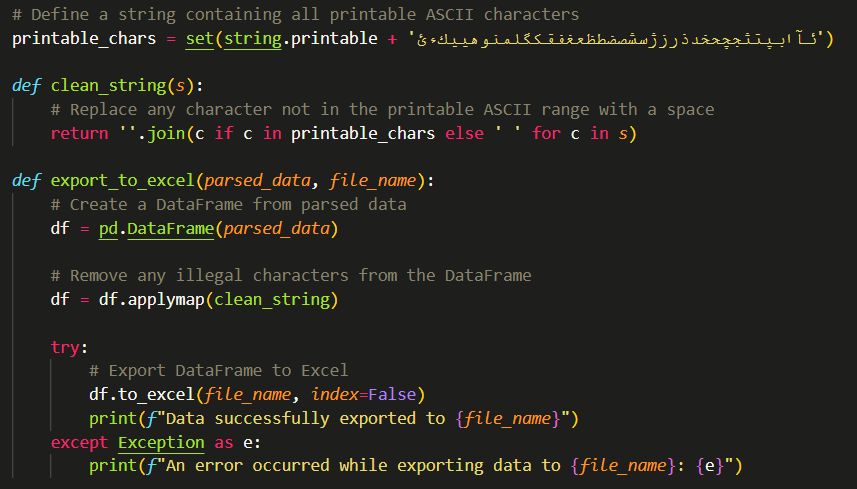 # Define a string containing all printable ASCII characters
printable_chars = set(string.printable + 'ئآابپتثجچحخدذرزژسشصضطظعغفقکگلمنوهیيكءئ')
def clean_string(s):
# Replace any character not in the printable ASCII range with a space
return ''.join(c if c in printable_chars else ' ' for c in s)
def export_to_excel(parsed_data, file_name):
# Create a DataFrame from parsed data
df = pd.DataFrame(parsed_data)
# Remove any illegal characters from the DataFrame
df = df.applymap(clean_string)
try:
# Export DataFrame to Excel
df.to_excel(file_name, index=False)
print(f"Data successfully exported to {file_name}")
except Exception as e:
print(f"An error occurred while exporting data to {file_name}: {e}")